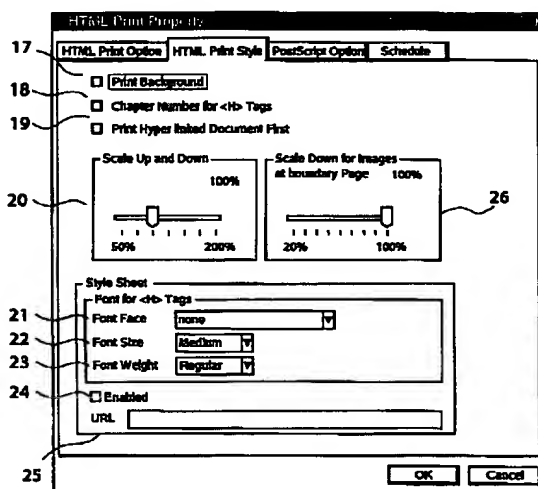 HTML Print Property
HTML Print Option HTML Print Style PostScript Option Schedule
17
Print Background
18
Chapter Number for <H> Tags
19
Print Hyper linked Document First
Scale Up and Down
100%
50% 200%
20
Scale Down for Images
at boundary Page 100%
20% 100%
26
Style Sheet
Font for <H> Tags
21 Font Face none
22 Font Size Medium
23 Font Weight Regular
24 Enabled
URL
25
OK Cancel